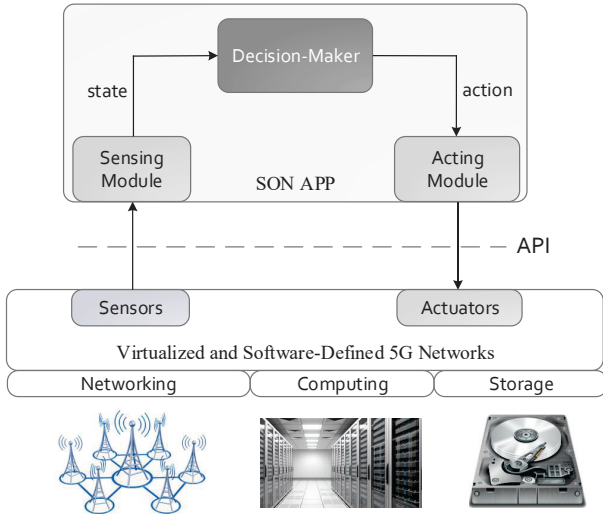 Decision-Maker
state
action
Sensing
Module
Acting
Module
SON APP
API
Sensors
Actuators
Virtualized and Software-Defined 5G Networks
Networking
Computing
Storage